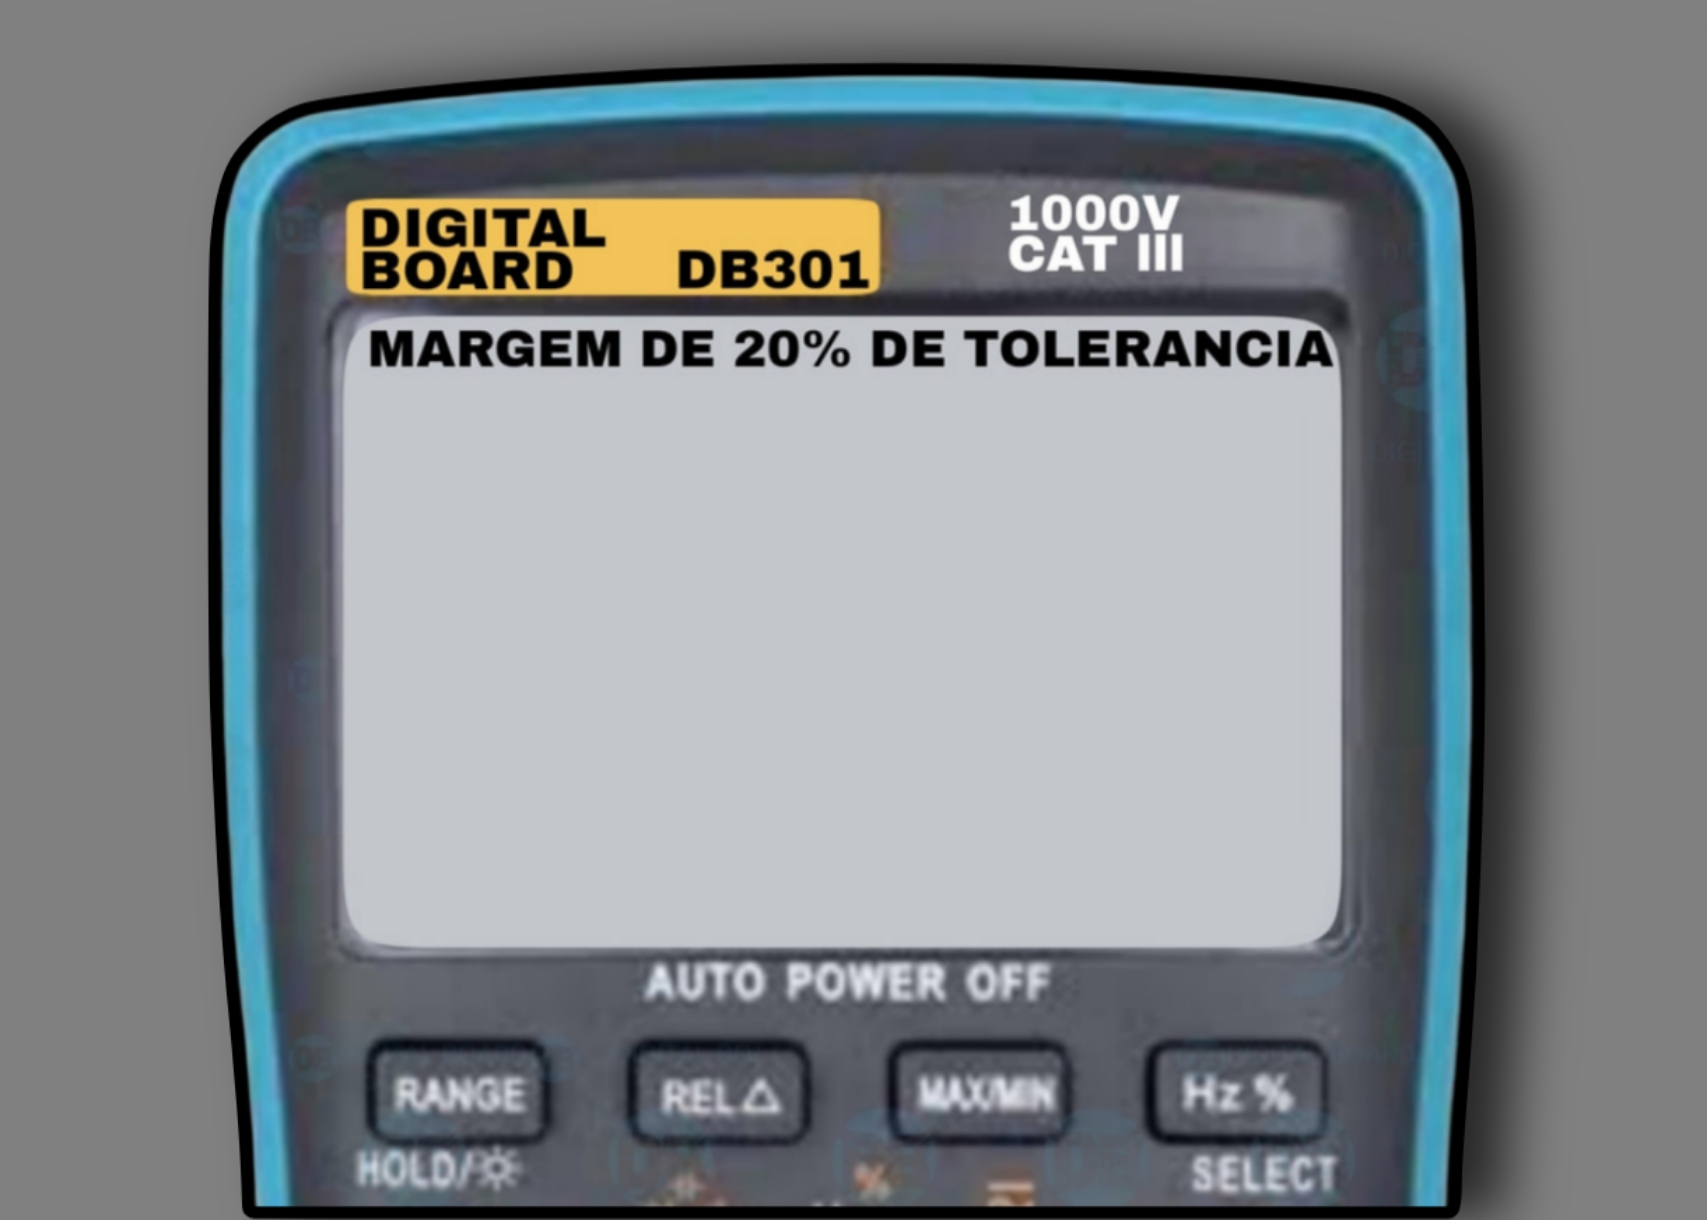 DIGITAL
BOARD DB301
1000V
CAT III
MARGEM DE 20% DE TOLERANCIA
AUTO POWER OFF
RANGE
REL△
MAX/MIN
Hz %
HOLD/☼
SELECT
%